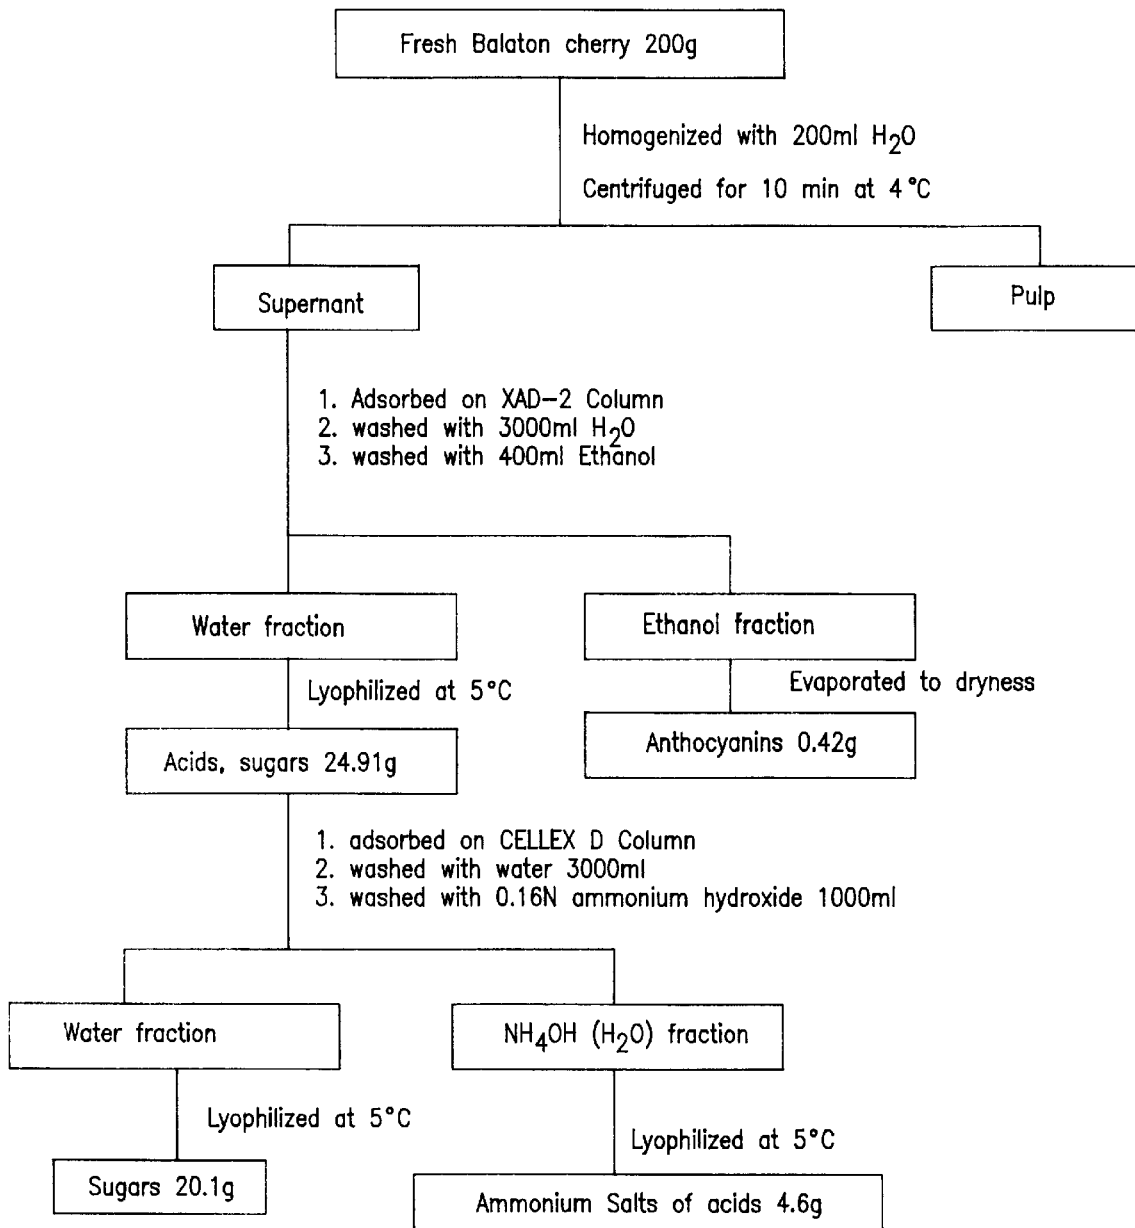 Fresh Balaton cherry 200g
Homogenized with 200ml H₂O
Centrifuged for 10 min at 4°C
Supernant
Pulp
1. Adsorbed on XAD-2 Column
2. washed with 3000ml H₂O
3. washed with 400ml Ethanol
Water fraction
Ethanol fraction
Lyophilized at 5°C
Evaporated to dryness
Acids, sugars 24.91g
Anthocyanins 0.42g
1. adsorbed on CELLEX D Column
2. washed with water 3000ml
3. washed with 0.16N ammonium hydroxide 1000ml
Water fraction
NH₄OH (H₂O) fraction
Lyophilized at 5°C
Lyophilized at 5°C
Sugars 20.1g
Ammonium Salts of acids 4.6g